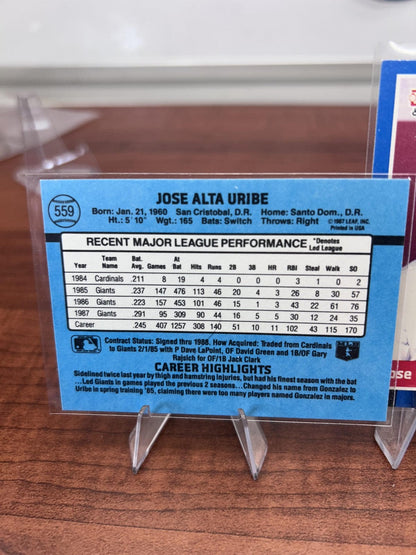 559
JOSE ALTA URIBE
Born: Jan. 21, 1960 San Cristobal, D.R. Home: Santo Dom., D.R.
Ht.: 5' 10" Wgt.: 165 Bats: Switch Throws: Right
© 1987 LEAF, INC.
Printed in USA
RECENT MAJOR LEAGUE PERFORMANCE *Denotes Led League
Year Team Name Bat. Avg. Games At Bat Hits Runs 2B 3B HR RBI Steal Walk SO
1984 Cardinals .211 8 19 4 4 0 0 0 3 1 0 2
1985 Giants .237 147 476 113 46 20 4 3 26 8 30 57
1986 Giants .223 157 453 101 46 15 1 3 43 22 61 76
1987 Giants .291 95 309 90 44 16 5 5 30 12 24 35
Career .245 407 1257 308 140 51 10 11 102 43 115 170
Contract Status: Signed thru 1988. How Acquired: Traded from Cardinals
to Giants 2/1/85 with P Dave LaPoint, OF David Green and 1B/OF Gary
Rajsich for OF/1B Jack Clark
CAREER HIGHLIGHTS
Sidelined twice last year by thigh and hamstring injuries, but had his finest season with the bat
...Led Giants in games played the previous 2 seasons...Changed his name from Gonzalez to
Uribe in spring training '85, claiming there were too many players named Gonzalez in majors.
ose